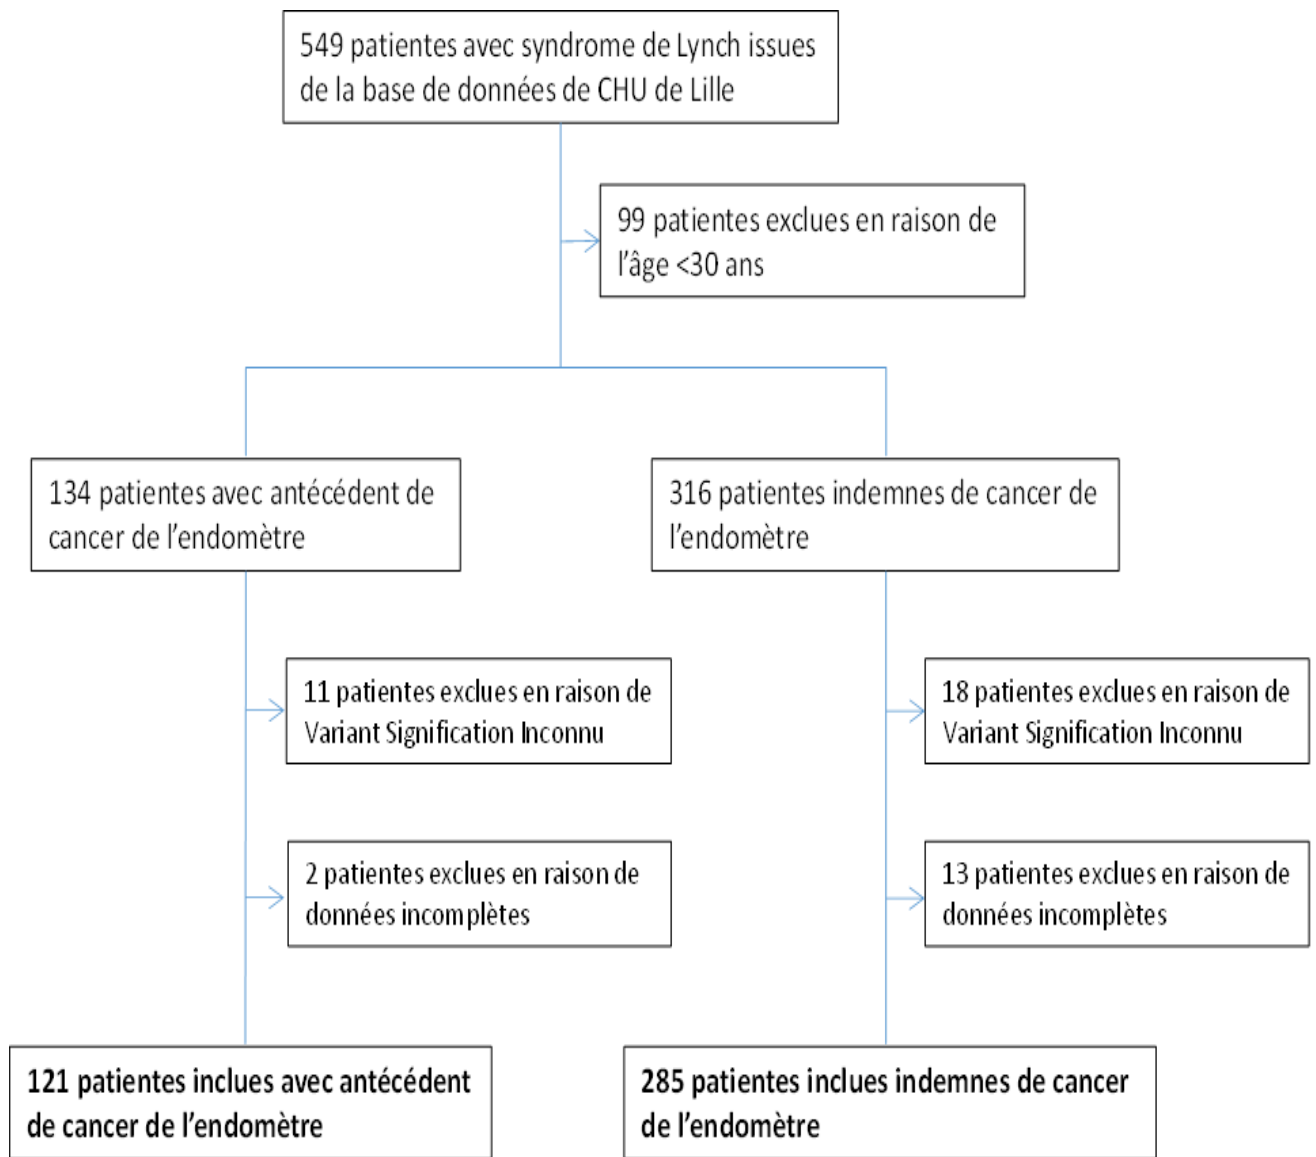 549 patientes avec syndrome de Lynch issues
de la base de données de CHU de Lille
99 patientes exclues en raison de
l'âge <30 ans
134 patientes avec antécédent de
cancer de l'endomètre
316 patientes indemnes de cancer de
l'endomètre
11 patientes exclues en raison de
Variant Signification Inconnu
18 patientes exclues en raison de
Variant Signification Inconnu
2 patientes exclues en raison de
données incomplètes
13 patientes exclues en raison de
données incomplètes
121 patientes inclues avec antécédent
de cancer de l'endomètre
285 patientes inclues indemnes de cancer
de l'endomètre